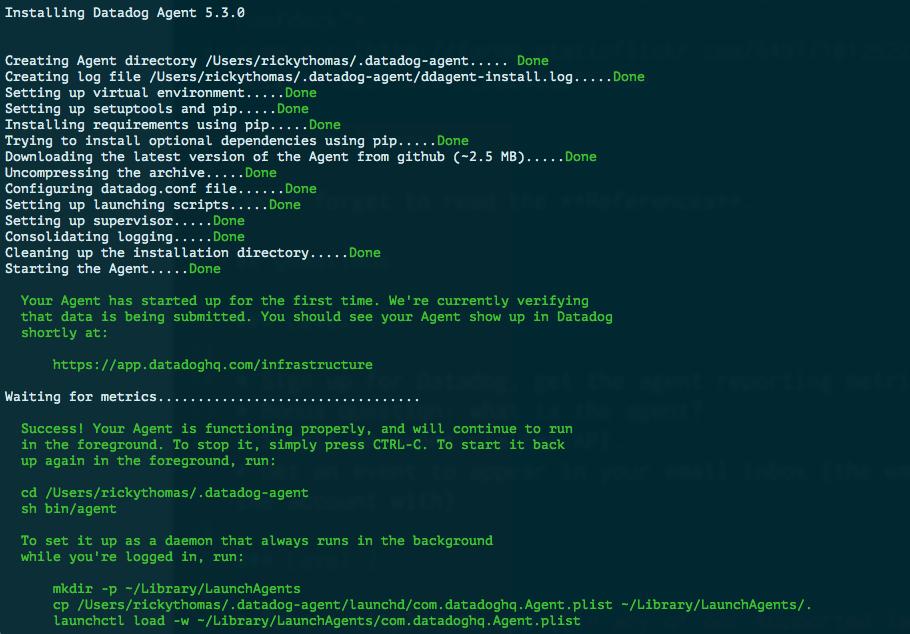 Installing Datadog Agent 5.3.0
Creating Agent directory /Users/rickythomas/.datadog-agent..... Done
Creating log file /Users/rickythomas/.datadog-agent/ddagent-install.log.....Done
Setting up virtual environment.....Done
Setting up setuptools and pip.....Done
Installing requirements using pip.....Done
Trying to install optional dependencies using pip.....Done
Downloading the latest version of the Agent from github (~2.5 MB).....Done
Uncompressing the archive.....Done
Configuring datadog.conf file......Done
Setting up launching scripts.....Done
Setting up supervisor.....Done
Consolidating logging.....Done
Cleaning up the installation directory.....Done
Starting the Agent.....Done
Your Agent has started up for the first time. We're currently verifying
that data is being submitted. You should see your Agent show up in Datadog
shortly at:
https://app.datadoghq.com/infrastructure
Waiting for metrics.................................
Success! Your Agent is functioning properly, and will continue to run
in the foreground. To stop it, simply press CTRL-C. To start it back
up again in the foreground, run:
cd /Users/rickythomas/.datadog-agent
sh bin/agent
To set it up as a daemon that always runs in the background
while you're logged in, run:
mkdir -p ~/Library/LaunchAgents
cp /Users/rickythomas/.datadog-agent/launchd/com.datadoghq.Agent.plist ~/Library/LaunchAgents/.
launchctl load -w ~/Library/LaunchAgents/com.datadoghq.Agent.plist